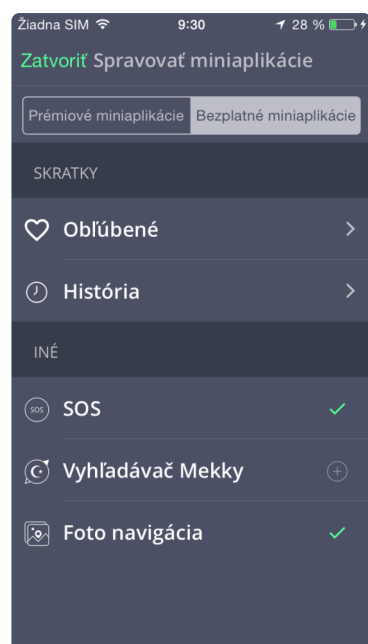 Žiadna SIM 9:30 28 %
Zatvoriť Spravovať miniaplikácie
Prémiové miniaplikácie Bezplatné miniaplikácie
SKRATKY
Obľúbené
História
INÉ
SOS SOS
Vyhľadávač Mekky
Foto navigácia